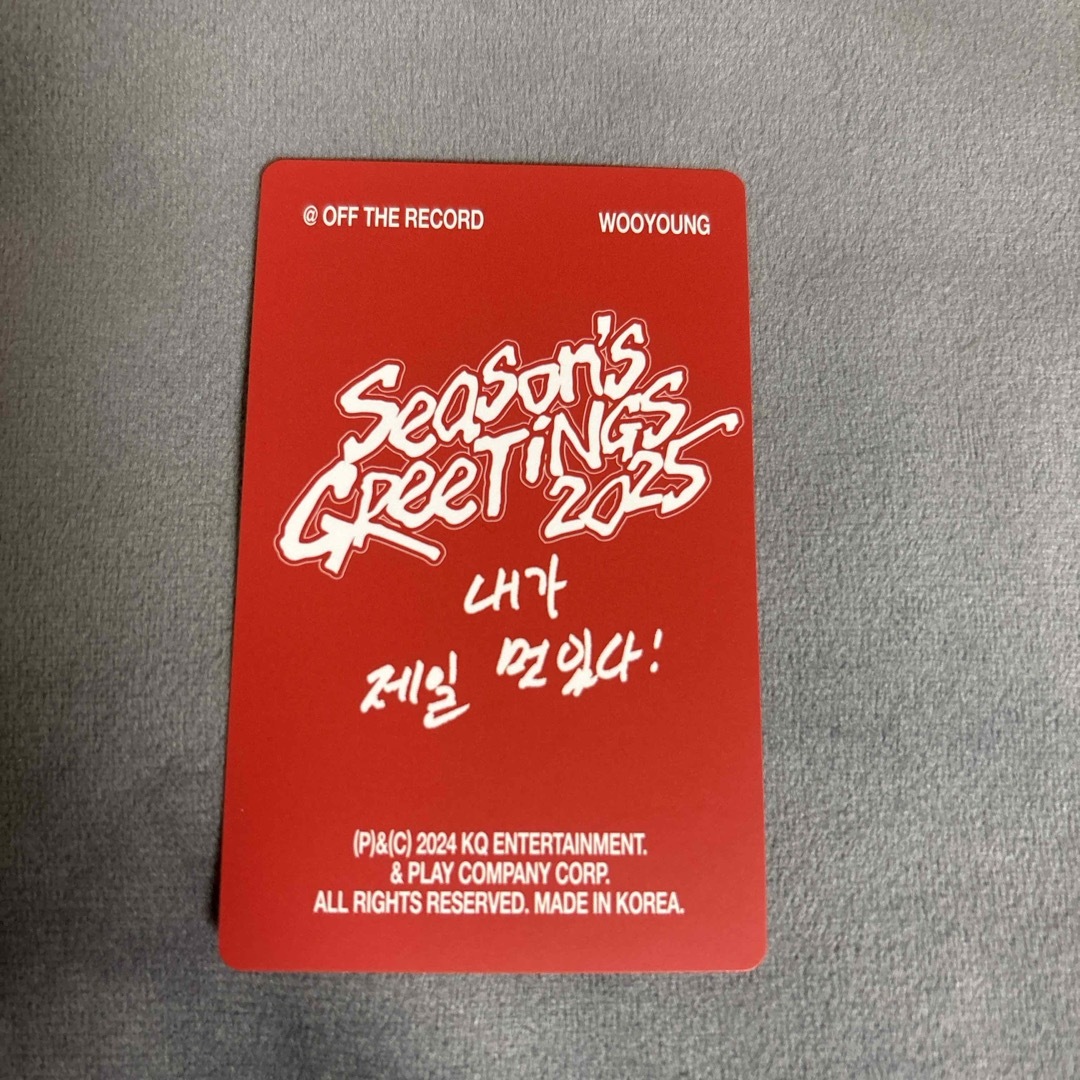 @ OFF THE RECORD WOOYOUNG
Season's
GReeTiNGS
2025
내가
제일 먼있다!
(P)&(C) 2024 KQ ENTERTAINMENT.
& PLAY COMPANY CORP.
ALL RIGHTS RESERVED. MADE IN KOREA.